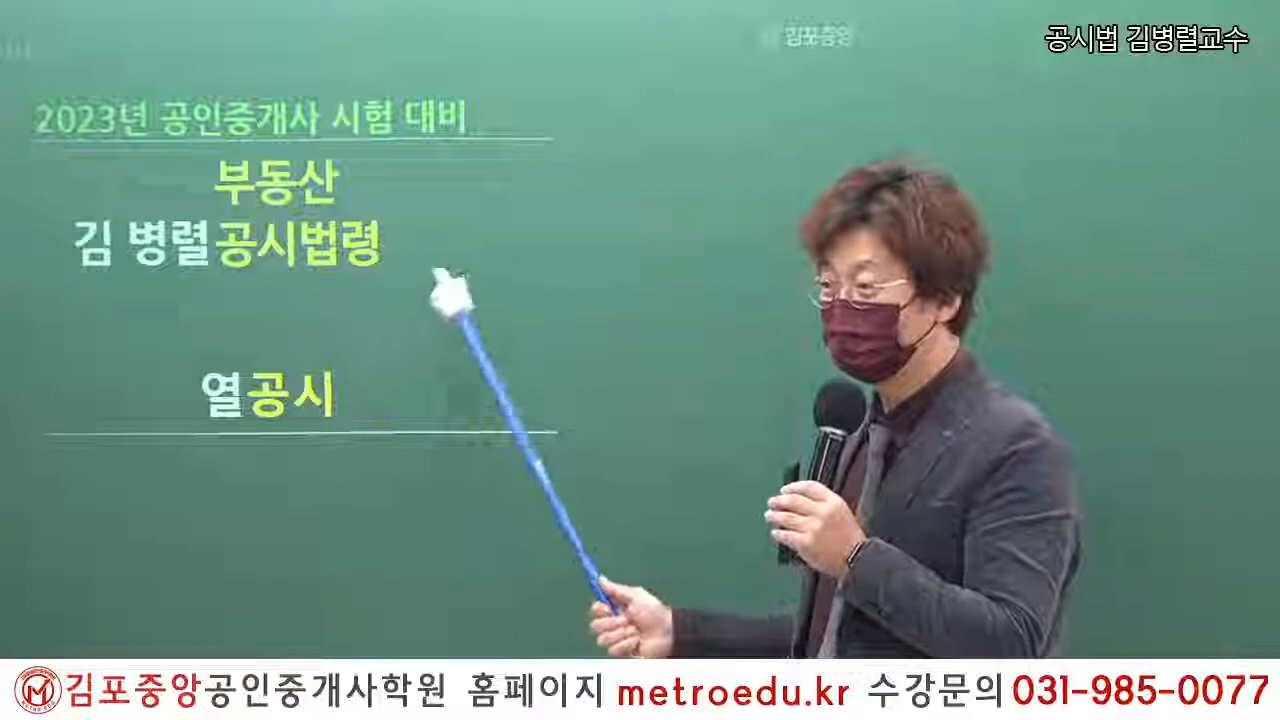 김포중앙
공시법 김병렬교수
2023년 공인중개사 시험 대비
부동산
김 병렬공시법령
열공시
김포중앙공인중개사학원 홈페이지 metroedu.kr 수강문의 031-985-0077